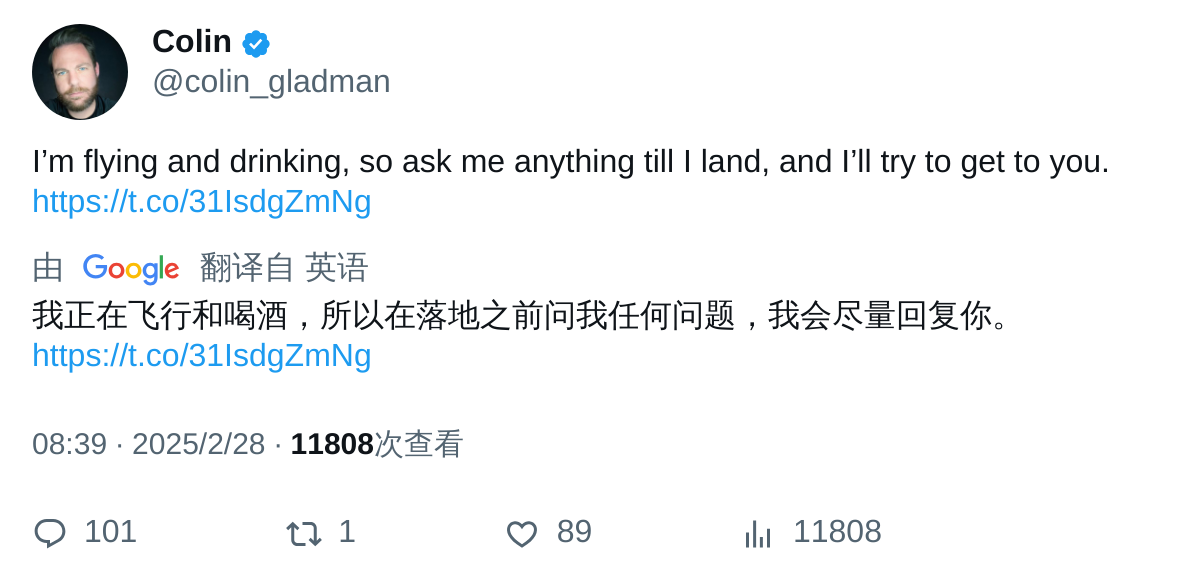 Colin
@colin_gladman
I’m flying and drinking, so ask me anything till I land, and I’ll try to get to you.
https://t.co/31IsdgZmNg
由 Google 翻译自 英语
我正在飞行和喝酒，所以在落地之前问我任何问题，我会尽量回复你。
https://t.co/31IsdgZmNg
08:39 · 2025/2/28 · 11808次查看
101 1 89 11808